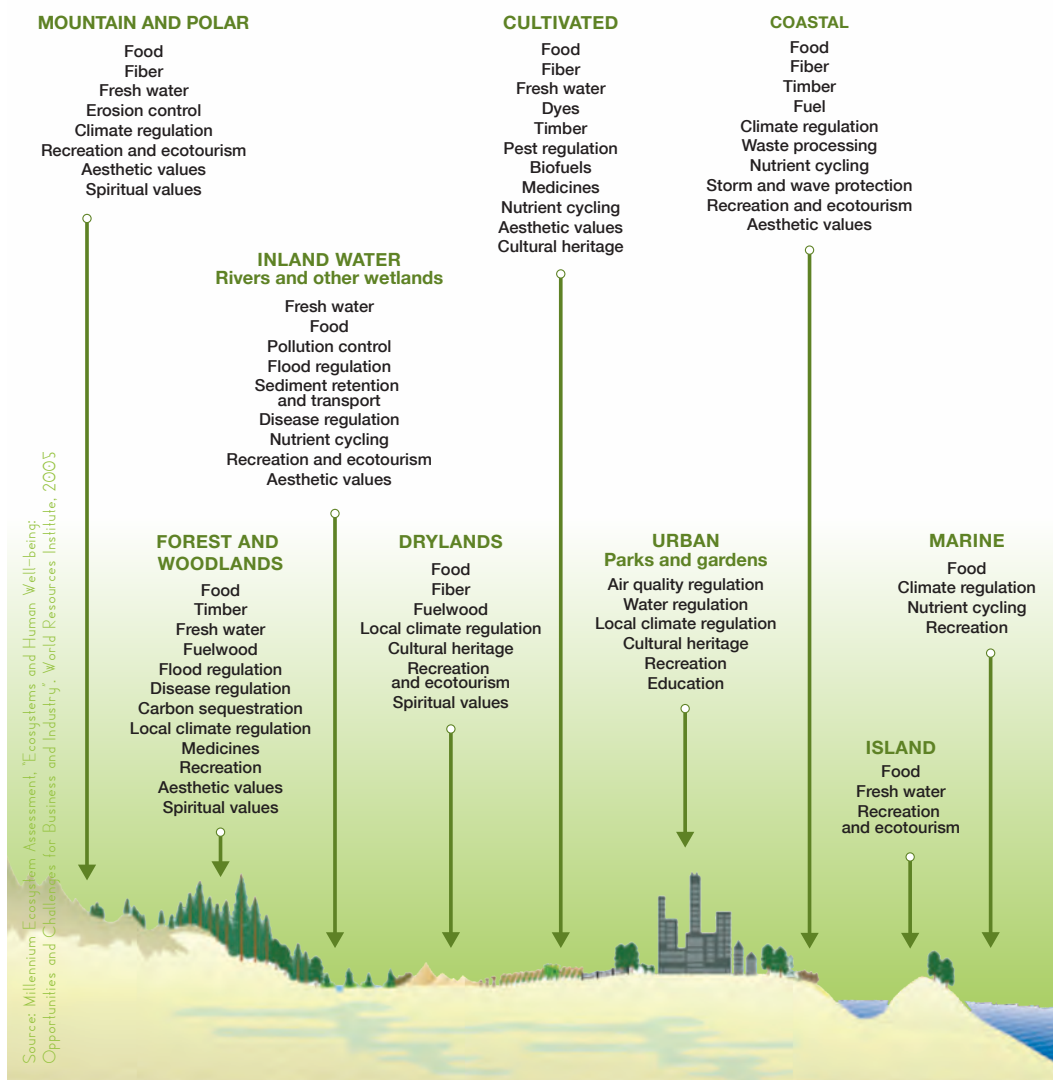 MOUNTAIN AND POLAR
Food
Fiber
Fresh water
Erosion control
Climate regulation
Recreation and ecotourism
Aesthetic values
Spiritual values
CULTIVATED
Food
Fiber
Fresh water
Dyes
Timber
Pest regulation
Biofuels
Medicines
Nutrient cycling
Aesthetic values
Cultural heritage
COASTAL
Food
Fiber
Timber
Fuel
Climate regulation
Waste processing
Nutrient cycling
Storm and wave protection
Recreation and ecotourism
Aesthetic values
INLAND WATER
Rivers and other wetlands
Fresh water
Food
Pollution control
Flood regulation
Sediment retention
and transport
Disease regulation
Nutrient cycling
Recreation and ecotourism
Aesthetic values
FOREST AND
WOODLANDS
Food
Timber
Fresh water
Fuelwood
Flood regulation
Disease regulation
Carbon sequestration
Local climate regulation
Medicines
Recreation
Aesthetic values
Spiritual values
DRYLANDS
Food
Fiber
Fuelwood
Local climate regulation
Cultural heritage
Recreation
and ecotourism
Spiritual values
URBAN
Parks and gardens
Air quality regulation
Water regulation
Local climate regulation
Cultural heritage
Recreation
Education
MARINE
Food
Climate regulation
Nutrient cycling
Recreation
ISLAND
Food
Fresh water
Recreation
and ecotourism
Source: Millennium Ecosystem Assessment, "Ecosystems and Human Well-being:
Opportunities and Challenges for Business and Industry". World Resources Institute, 2005